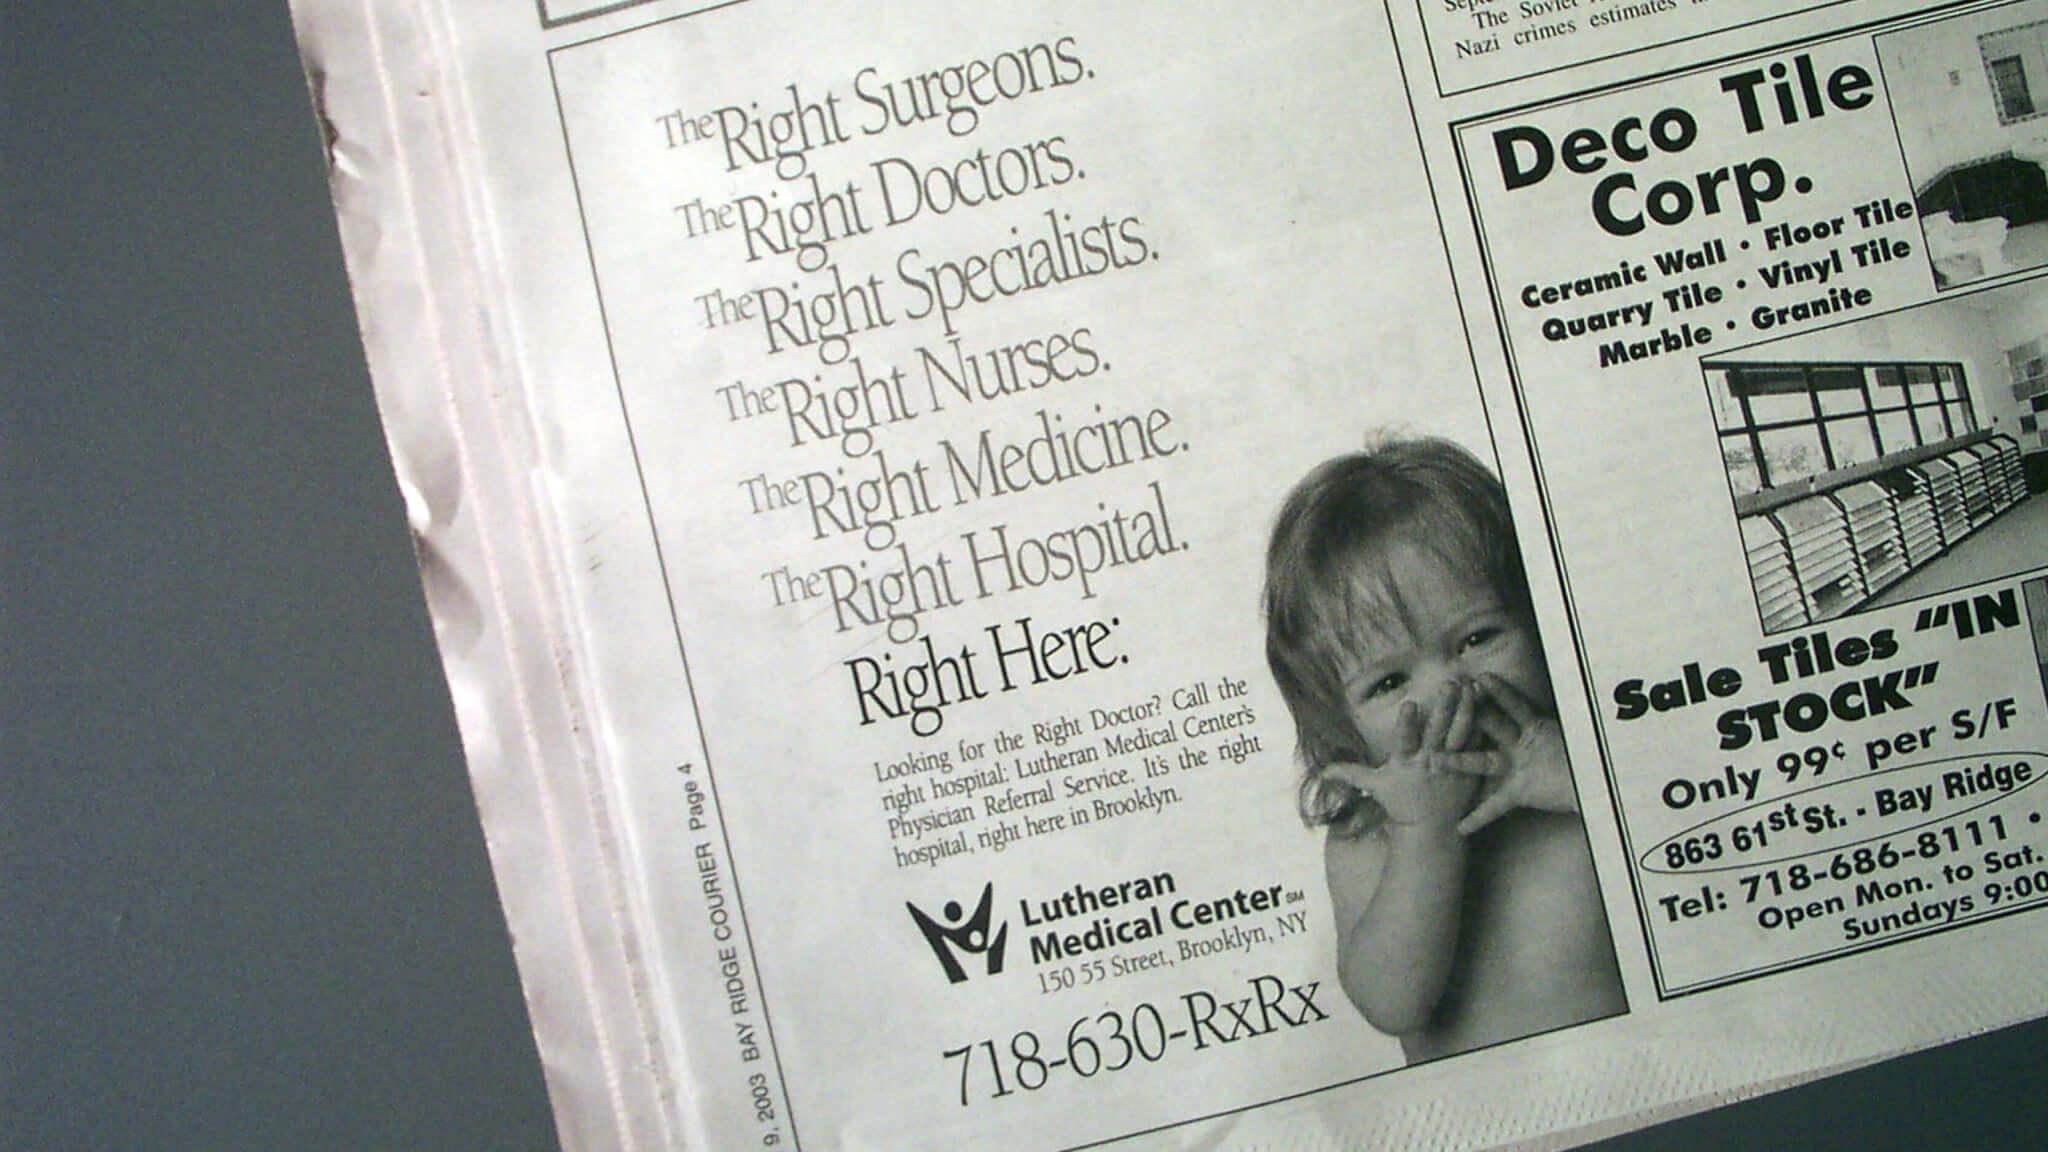 The Soviet
Nazi crimes estimates
The Right Surgeons.
The Right Doctors.
The Right Specialists.
The Right Nurses.
The Right Medicine.
The Right Hospital.
Right Here:
Looking for the Right Doctor? Call the
right hospital: Lutheran Medical Center's
Physician Referral Service. It's the right
hospital, right here in Brooklyn.
Lutheran
Medical Center SM
150 55 Street, Brooklyn, NY
718-630-RxRx
9, 2003 BAY RIDGE COURIER Page 4
Deco Tile
Corp.
Ceramic Wall • Floor Tile
Quarry Tile • Vinyl Tile
Marble • Granite
Sale Tiles "IN
STOCK"
Only 99¢ per S/F
863 61st St. - Bay Ridge
Tel: 718-686-8111 •
Open Mon. to Sat.
Sundays 9:00